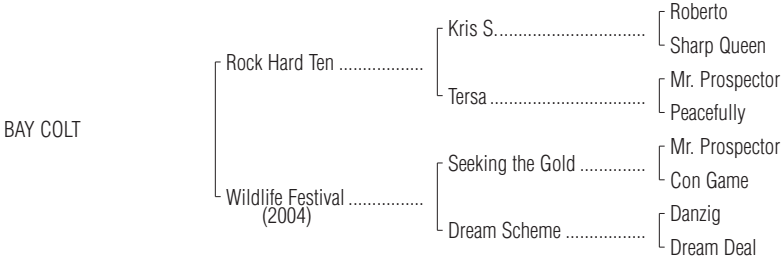 Roberto
Kris S..............................
Sharp Queen
Rock Hard Ten ..................
Mr. Prospector
Tersa .................................
Peacefully
BAY COLT
Mr. Prospector
Seeking the Gold ..............
Con Game
Wildlife Festival ................
(2004)
Danzig
Dream Scheme .................
Dream Deal